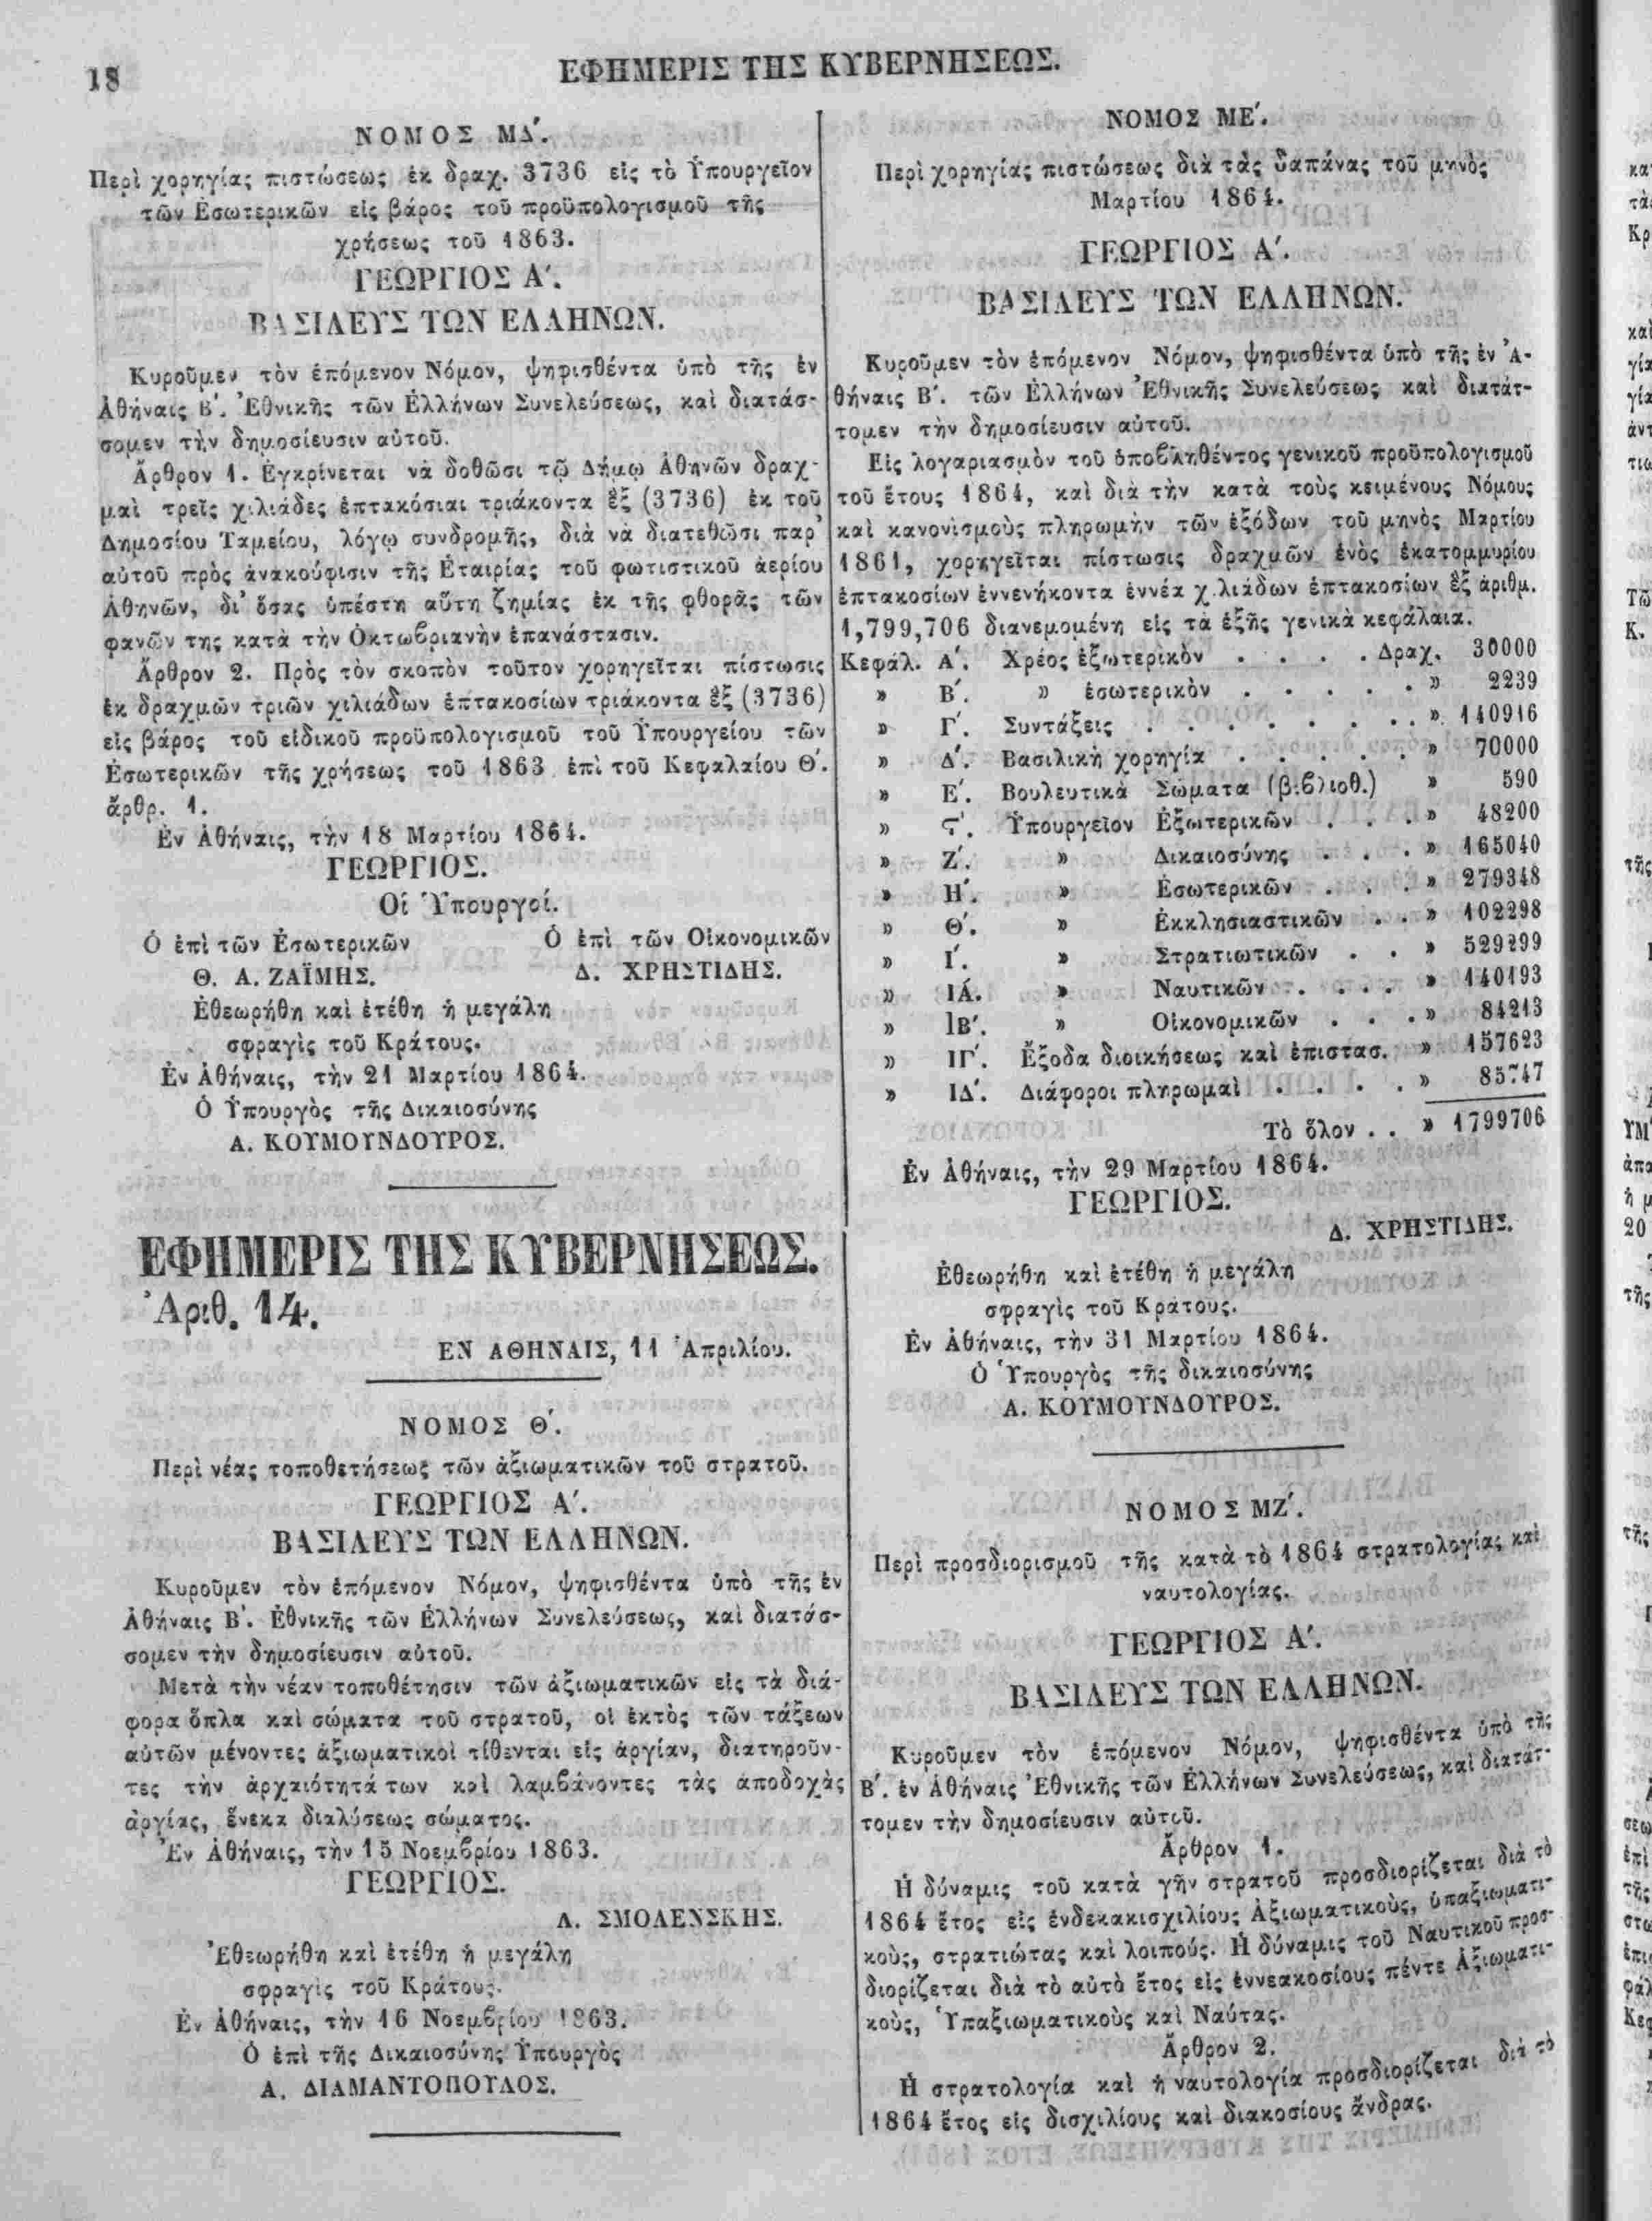 18
ΕΦΗΜΕΡΙΣ ΤΗΣ ΚΥΒΕΡΝΗΣΕΩΣ.
ΝΟΜΟΣ ΜΔ΄.
Περὶ χορηγίας πιστώσεως ἐκ δραχ. 3736 εἰς τὸ Ὑπουργεῖον
τῶν Ἐσωτερικῶν εἰς βάρος τοῦ προϋπολογισμοῦ τῆς
χρήσεως τοῦ 1863.
ΓΕΩΡΓΙΟΣ Α΄.
ΒΑΣΙΛΕΥΣ ΤΩΝ ΕΛΛΗΝΩΝ.
Κυροῦμεν τὸν ἑπόμενον Νόμον, ψηφισθέντα ὑπὸ τῆς ἐν
Ἀθήναις Β΄. Ἐθνικῆς τῶν Ἑλλήνων Συνελεύσεως, καὶ διατάσ-
σομεν τὴν δημοσίευσιν αὐτοῦ.
Ἄρθρον 1. Ἐγκρίνεται νὰ δοθῶσι τῷ Δήμῳ Ἀθηνῶν δραχ-
μαὶ τρεῖς χιλιάδες ἑπτακόσιαι τριάκοντα ἓξ (3736) ἐκ τοῦ
Δημοσίου Ταμείου, λόγῳ συνδρομῆς, διὰ νὰ διατεθῶσι παρ'
αὐτοῦ πρὸς ἀνακούφισιν τῆς Ἑταιρίας τοῦ φωτιστικοῦ ἀερίου
Ἀθηνῶν, δι' ὅσας ὑπέστη αὕτη ζημίας ἐκ τῆς φθορᾶς τῶν
φανῶν της κατὰ τὴν Ὀκτωβριανὴν ἐπανάστασιν.
Ἄρθρον 2. Πρὸς τὸν σκοπὸν τοῦτον χορηγεῖται πίστωσις
ἐκ δραχμῶν τριῶν χιλιάδων ἑπτακοσίων τριάκοντα ἓξ (3736)
εἰς βάρος τοῦ εἰδικοῦ προϋπολογισμοῦ τοῦ Ὑπουργείου τῶν
Ἐσωτερικῶν τῆς χρήσεως τοῦ 1863 ἐπὶ τοῦ Κεφαλαίου Θ΄.
ἄρθρ. 1.
Ἐν Ἀθήναις, τὴν 18 Μαρτίου 1864.
ΓΕΩΡΓΙΟΣ.
Οἱ Ὑπουργοί.
Ὁ ἐπὶ τῶν Ἐσωτερικῶν Ὁ ἐπὶ τῶν Οἰκονομικῶν
Θ. Α. ΖΑΪΜΗΣ. Δ. ΧΡΗΣΤΙΔΗΣ.
Ἐθεωρήθη καὶ ἐτέθη ἡ μεγάλη
σφραγὶς τοῦ Κράτους.
Ἐν Ἀθήναις, τὴν 21 Μαρτίου 1864.
Ὁ Ὑπουργὸς τῆς Δικαιοσύνης
Α. ΚΟΥΜΟΥΝΔΟΥΡΟΣ.
ΕΦΗΜΕΡΙΣ ΤΗΣ ΚΥΒΕΡΝΗΣΕΩΣ.
Ἀριθ. 14.
ΕΝ ΑΘΗΝΑΙΣ, 11 Ἀπριλίου.
ΝΟΜΟΣ Θ΄.
Περὶ νέας τοποθετήσεως τῶν ἀξιωματικῶν τοῦ στρατοῦ.
ΓΕΩΡΓΙΟΣ Α΄.
ΒΑΣΙΛΕΥΣ ΤΩΝ ΕΛΛΗΝΩΝ.
Κυροῦμεν τὸν ἑπόμενον Νόμον, ψηφισθέντα ὑπὸ τῆς ἐν
Ἀθήναις Β΄. Ἐθνικῆς τῶν Ἑλλήνων Συνελεύσεως, καὶ διατάσ-
σομεν τὴν δημοσίευσιν αὐτοῦ.
Μετὰ τὴν νέαν τοποθέτησιν τῶν ἀξιωματικῶν εἰς τὰ διά-
φορα ὅπλα καὶ σώματα τοῦ στρατοῦ, οἱ ἐκτὸς τῶν τάξεων
αὐτῶν μένοντες ἀξιωματικοὶ τίθενται εἰς ἀργίαν, διατηροῦν-
τες τὴν ἀρχαιότητά των καὶ λαμβάνοντες τὰς ἀποδοχὰς
ἀργίας, ἕνεκα διαλύσεως σώματος.
Ἐν Ἀθήναις, τὴν 15 Νοεμβρίου 1863.
ΓΕΩΡΓΙΟΣ.
Λ. ΣΜΟΛΕΝΣΚΗΣ.
Ἐθεωρήθη καὶ ἐτέθη ἡ μεγάλη
σφραγὶς τοῦ Κράτους.
Ἐν Ἀθήναις, τὴν 16 Νοεμβρίου 1863.
Ὁ ἐπὶ τῆς Δικαιοσύνης Ὑπουργὸς
Α. ΔΙΑΜΑΝΤΟΠΟΥΛΟΣ.
ΝΟΜΟΣ ΜΕ΄.
Περὶ χορηγίας πιστώσεως διὰ τὰς δαπάνας τοῦ μηνὸς
Μαρτίου 1864.
ΓΕΩΡΓΙΟΣ Α΄.
ΒΑΣΙΛΕΥΣ ΤΩΝ ΕΛΛΗΝΩΝ.
Κυροῦμεν τὸν ἑπόμενον Νόμον, ψηφισθέντα ὑπὸ τῆς ἐν Ἀ-
θήναις Β΄. τῶν Ἑλλήνων Ἐθνικῆς Συνελεύσεως καὶ διατάτ-
τομεν τὴν δημοσίευσιν αὐτοῦ.
Εἰς λογαριασμὸν τοῦ ὑποβληθέντος γενικοῦ προϋπολογισμοῦ
τοῦ ἔτους 1864, καὶ διὰ τὴν κατὰ τοὺς κειμένους Νόμους
καὶ κανονισμοὺς πληρωμὴν τῶν ἐξόδων τοῦ μηνὸς Μαρτίου
1864, χορηγεῖται πίστωσις δραχμῶν ἑνὸς ἑκατομμυρίου
ἑπτακοσίων ἐννενήκοντα ἐννέα χιλιάδων ἑπτακοσίων ἓξ ἀριθμ.
1,799,706 διανεμομένη εἰς τὰ ἑξῆς γενικὰ κεφάλαια.
Κεφάλ. Α΄. Χρέος ἐξωτερικὸν . . . . Δραχ. 30000
» Β΄. » ἐσωτερικὸν . . . . . » 2239
» Γ΄. Συντάξεις . . . . . . . . » 140916
» Δ΄. Βασιλικὴ χορηγία . . . . . » 70000
» Ε΄. Βουλευτικὰ Σώματα (βιβλιοθ.) » 590
» Ϛ΄. Ὑπουργεῖον Ἐξωτερικῶν . . . » 48200
» Ζ΄. » Δικαιοσύνης . . . » 165040
» Η΄. » Ἐσωτερικῶν . . . » 279348
» Θ΄. » Ἐκκλησιαστικῶν . . » 102298
» Ι΄. » Στρατιωτικῶν . . » 529299
» ΙΑ΄. » Ναυτικῶν . . . . » 140193
» ΙΒ΄. » Οἰκονομικῶν . . . » 84213
» ΙΓ΄. Ἔξοδα διοικήσεως καὶ ἐπιστασ. » 157623
» ΙΔ΄. Διάφοροι πληρωμαὶ . . . . » 85747
Τὸ ὅλον . . » 1799706
Ἐν Ἀθήναις, τὴν 29 Μαρτίου 1864.
ΓΕΩΡΓΙΟΣ.
Δ. ΧΡΗΣΤΙΔΗΣ.
Ἐθεωρήθη καὶ ἐτέθη ἡ μεγάλη
σφραγὶς τοῦ Κράτους.
Ἐν Ἀθήναις, τὴν 31 Μαρτίου 1864.
Ὁ Ὑπουργὸς τῆς δικαιοσύνης
Α. ΚΟΥΜΟΥΝΔΟΥΡΟΣ.
ΝΟΜΟΣ ΜΖ΄.
Περὶ προσδιορισμοῦ τῆς κατὰ τὸ 1864 στρατολογίας καὶ
ναυτολογίας.
ΓΕΩΡΓΙΟΣ Α΄.
ΒΑΣΙΛΕΥΣ ΤΩΝ ΕΛΛΗΝΩΝ.
Κυροῦμεν τὸν ἑπόμενον Νόμον, ψηφισθέντα ὑπὸ τῆς
Β΄. ἐν Ἀθήναις Ἐθνικῆς τῶν Ἑλλήνων Συνελεύσεως, καὶ διατάτ-
τομεν τὴν δημοσίευσιν αὐτοῦ.
Ἄρθρον 1.
Ἡ δύναμις τοῦ κατὰ γῆν στρατοῦ προσδιορίζεται διὰ τὸ
1864 ἔτος εἰς ἑνδεκακισχιλίους Ἀξιωματικοὺς, ὑπαξιωματι-
κοὺς, στρατιώτας καὶ λοιπούς. Ἡ δύναμις τοῦ Ναυτικοῦ προσ-
διορίζεται διὰ τὸ αὐτὸ ἔτος εἰς ἐννεακοσίους πέντε Ἀξιωματι-
κοὺς, Ὑπαξιωματικοὺς καὶ Ναύτας.
Ἄρθρον 2.
Ἡ στρατολογία καὶ ἡ ναυτολογία προσδιορίζεται διὰ τὸ
1864 ἔτος εἰς δισχιλίους καὶ διακοσίους ἄνδρας.